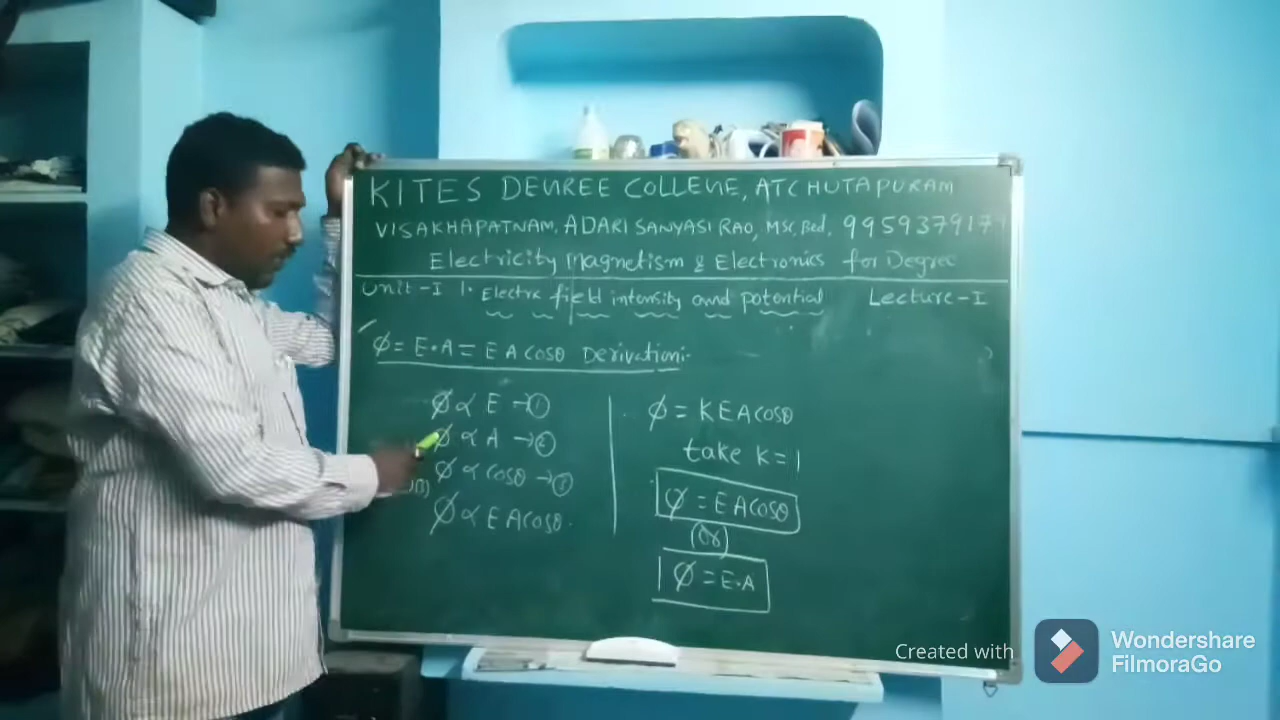 KITES DEGREE COLLEGE, ATCHUTAPURAM
VISAKHAPATNAM, ADARI SANYASI RAO, MSc, Bed, 9959379174
Electricity Magnetism & Electronics for Degree
Unit-I 1. Electric field intensity and potential Lecture-I
Ø = E.A = E A cosθ Derivation:-
Ø ∝ E →①
Ø ∝ A →②
Ø ∝ cosθ →③
Ø ∝ E A cosθ.
Ø = K E A cosθ
take k = 1
Ø = E A cosθ
(Or)
Ø = E.A
Created with
Wondershare
FilmoraGo